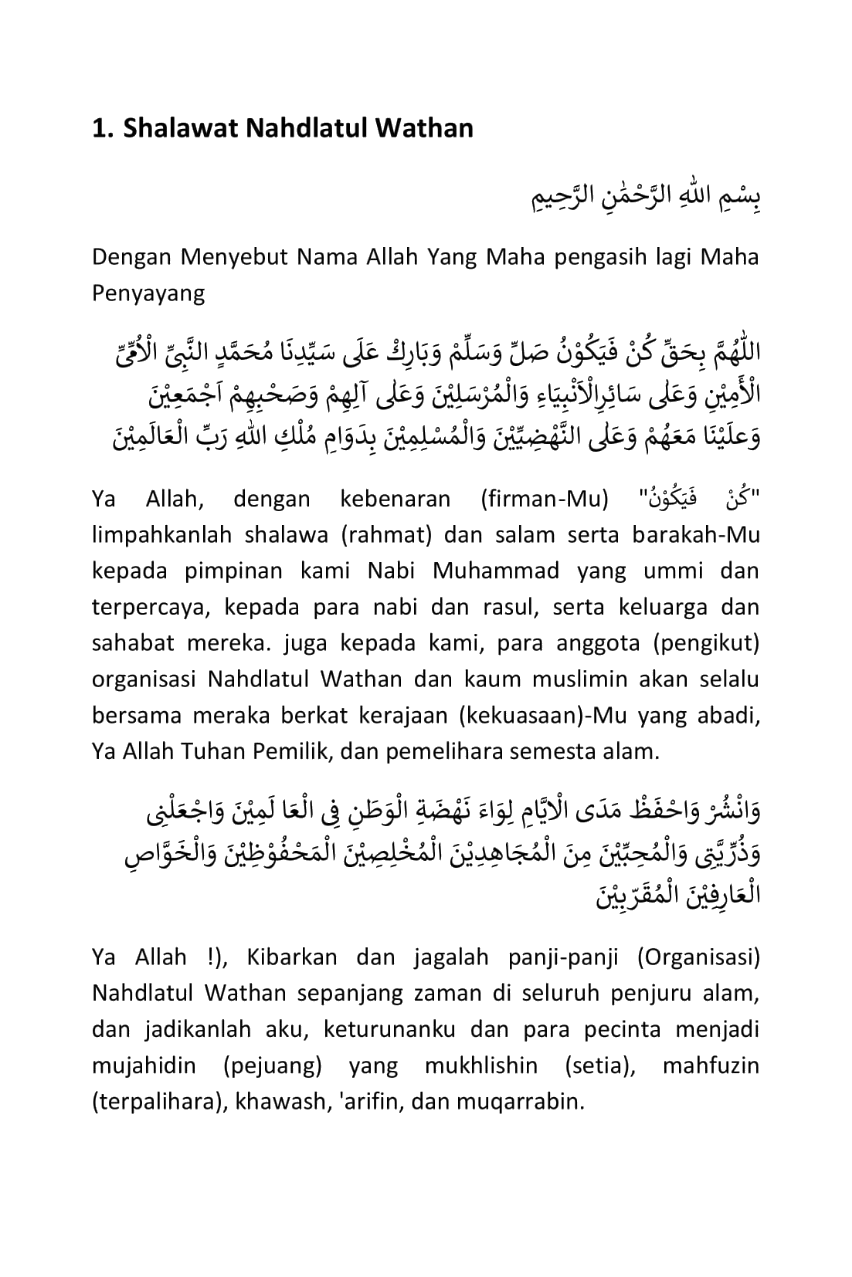 1. Shalawat Nahdlatul Wathan
بِسْمِ اللهِ الرَّحْمٰنِ الرَّحِيمِ
Dengan Menyebut Nama Allah Yang Maha pengasih lagi Maha
Penyayang
اللّٰهُمَّ بِحَقِّ كُنْ فَيَكُوْنُ صَلِّ وَسَلِّمْ وَبَارِكْ عَلَى سَيِّدِنَا مُحَمَّدٍ النَّبِيِّ الْاُمِّيِّ
الْأَمِيْنِ وَعَلٰى سَائِرِالْاَنْبِيَاءِ وَالْمُرْسَلِيْنَ وَعَلٰى آلِهِمْ وَصَحْبِهِمْ اَجْمَعِيْنَ
وَعلَيْنَا مَعَهُمْ وَعَلٰى النَّهْضِيِّيْنَ وَالْمُسْلِمِيْنَ بِدَوَامِ مُلْكِ اللهِ رَبِّ الْعَالَمِيْنَ
Ya Allah, dengan kebenaran (firman-Mu) "كُنْ فَيَكُوْنُ"
limpahkanlah shalawa (rahmat) dan salam serta barakah-Mu
kepada pimpinan kami Nabi Muhammad yang ummi dan
terpercaya, kepada para nabi dan rasul, serta keluarga dan
sahabat mereka. juga kepada kami, para anggota (pengikut)
organisasi Nahdlatul Wathan dan kaum muslimin akan selalu
bersama meraka berkat kerajaan (kekuasaan)-Mu yang abadi,
Ya Allah Tuhan Pemilik, dan pemelihara semesta alam.
وَانْشُرْ وَاحْفَظْ مَدَى الْاَيَّامِ لِوَاءَ نَهْضَةِ الْوَطَنِ فِى الْعَا لَمِيْنَ وَاجْعَلْنِى
وَذُرِّيَّتِى وَالْمُحِبِّيْنَ مِنَ الْمُجَاهِدِيْنَ الْمُخْلِصِيْنَ الْمَحْفُوْظِيْنَ وَالْخَوَّاصِ
الْعَارِفِيْنَ الْمُقَرّبِيْنَ
Ya Allah !), Kibarkan dan jagalah panji-panji (Organisasi)
Nahdlatul Wathan sepanjang zaman di seluruh penjuru alam,
dan jadikanlah aku, keturunanku dan para pecinta menjadi
mujahidin (pejuang) yang mukhlishin (setia), mahfuzin
(terpalihara), khawash, 'arifin, dan muqarrabin.